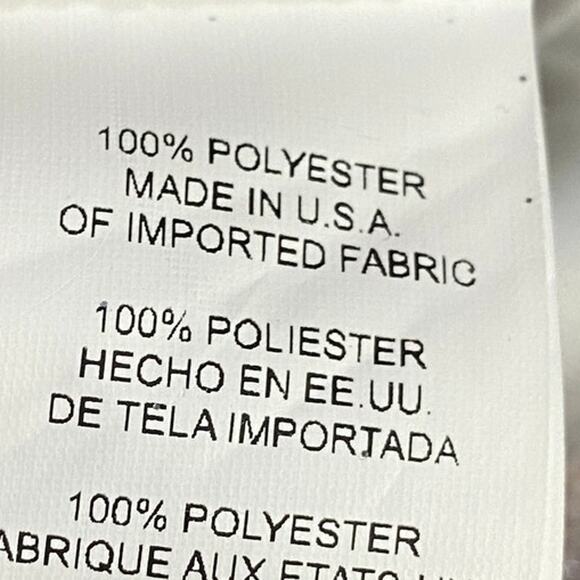 100% POLYESTER
MADE IN U.S.A.
OF IMPORTED FABRIC
100% POLIESTER
HECHO EN EE.UU.
DE TELA IMPORTADA
100% POLYESTER
AUX